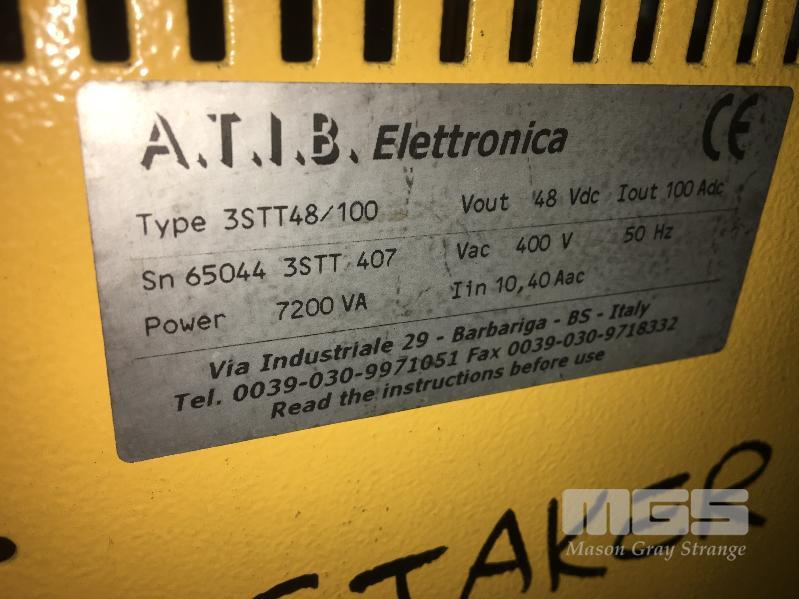 A.T.I.B. Elettronica CE
Type 3STT48/100 Vout 48 Vdc Iout 100 Adc
Sn 65044 3STT 407 Vac 400 V 50 Hz
Power 7200 VA Iin 10,40 Aac
Via Industriale 29 - Barbariga - BS - Italy
Tel. 0039-030-9971051 Fax 0039-030-9718332
Read the instructions before use
STAKER
MGS
Mason Gray Strange